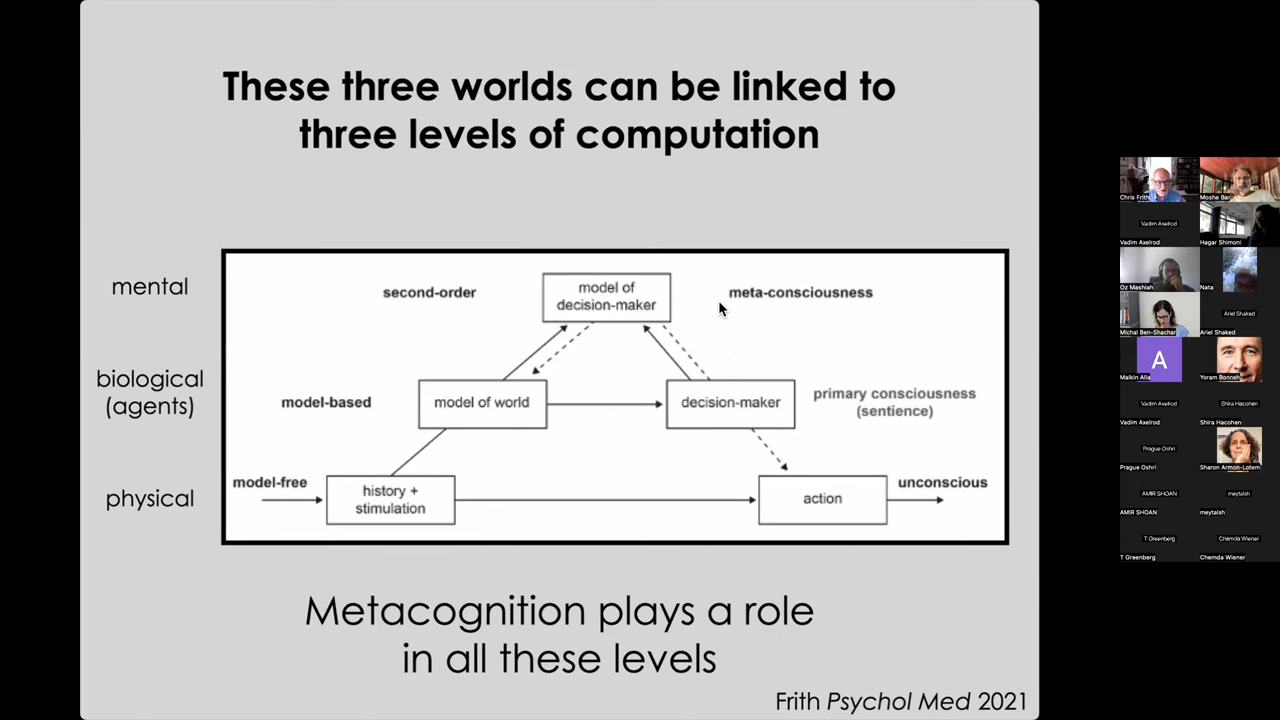 These three worlds can be linked to
three levels of computation
mental
second-order
model of
decision-maker
meta-consciousness
biological
(agents)
model-based
model of world
decision-maker
primary consciousness
(sentience)
physical
model-free
history +
stimulation
action
unconscious
Metacognition plays a role
in all these levels
Frith Psychol Med 2021
Chris Frith
Moshe Bar
Vadim Axelrod
Vadim Axelrod
Hagar Shimoni
Oz Mashiah
Nata
Michal Ben-Shachar
Ariel Shaked
Ariel Shaked
A
Malkin Alla
Yoram Bonneh
Vadim Axelrod
Vadim Axelrod
Shira Hacohen
Shira Hacohen
Prague Oshri
Prague Oshri
Sharon Armon-Lotem
AMIR SHOAN
AMIR SHOAN
meytalsh
meytalsh
T Greenberg
T Greenberg
Chemda Wiener
Chemda Wiener